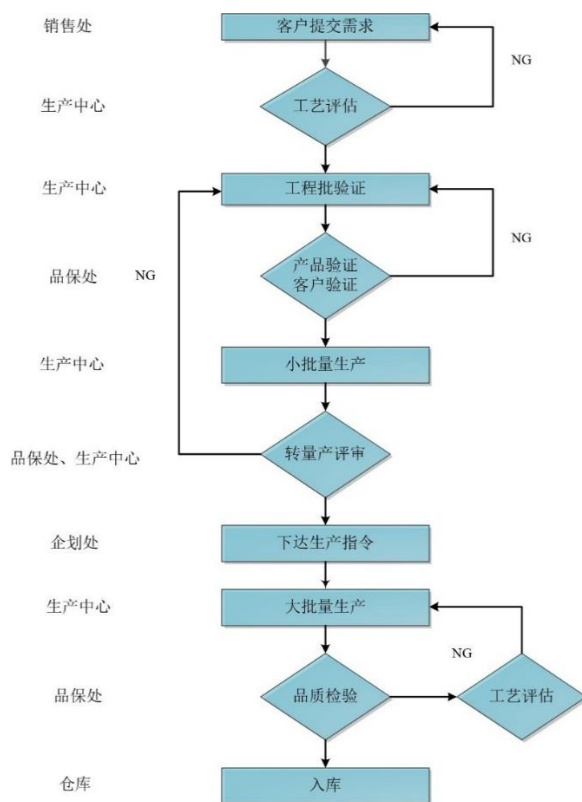 销售处
客户提交需求
NG
生产中心
工艺评估
生产中心
工程批验证
NG
品保处
NG
产品验证
客户验证
生产中心
小批量生产
品保处、生产中心
转量产评审
企划处
下达生产指令
生产中心
大批量生产
NG
品保处
品质检验
工艺评估
仓库
入库